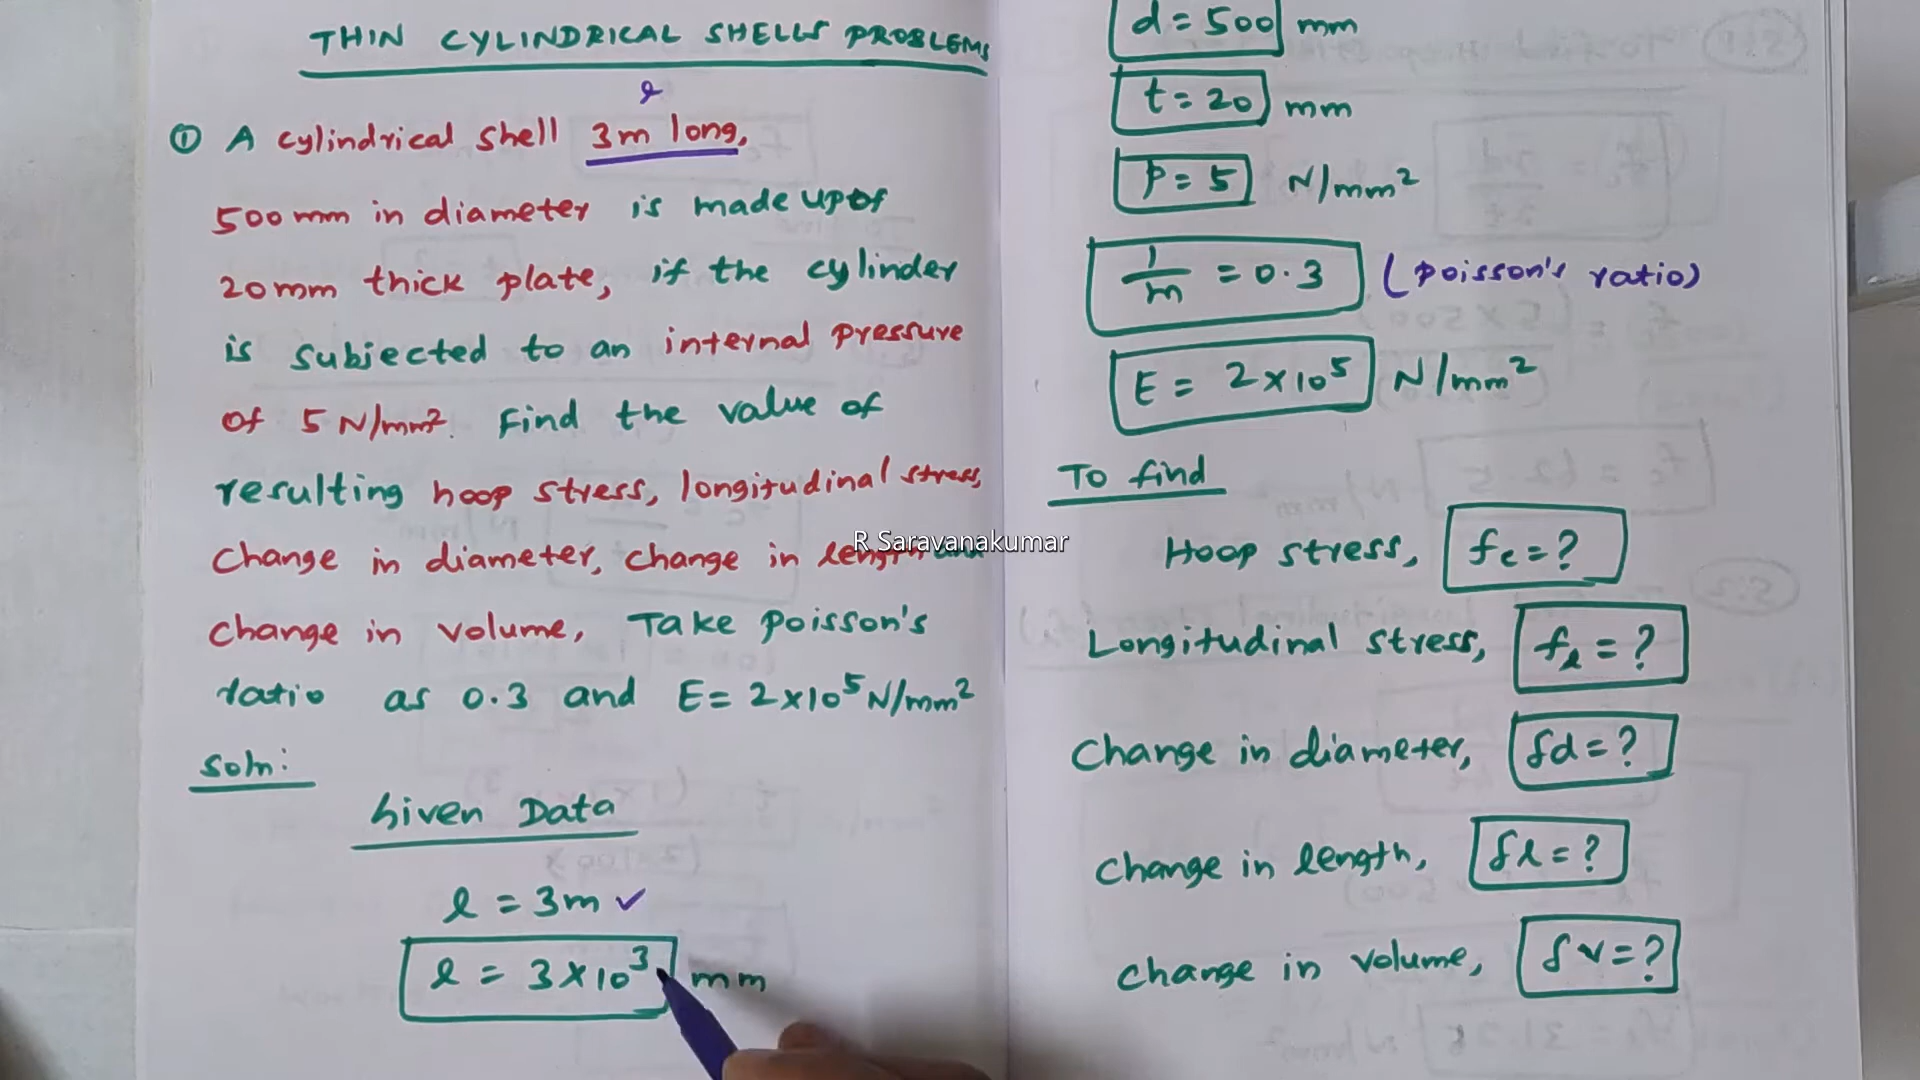 THIN CYLINDRICAL SHELLS PROBLEMS
l
① A cylindrical shell 3m long,
500mm in diameter is made upof
20mm thick plate, if the cylinder
is subjected to an internal pressure
of 5 N/mm². Find the value of
resulting hoop stress, longitudinal stress,
change in diameter, change in length and
change in volume, Take poisson's
ratio as 0.3 and E= 2×10⁵ N/mm²
Soln:
Given Data
l = 3m ✓
l = 3×10³ mm
d = 500 mm
t = 20 mm
P = 5 N/mm²
1/m = 0.3 (poisson's ratio)
E = 2×10⁵ N/mm²
To find
Hoop stress, fc = ?
Longitudinal stress, fl = ?
Change in diameter, δd = ?
Change in length, δl = ?
Change in volume, δv = ?
R Saravanakumar